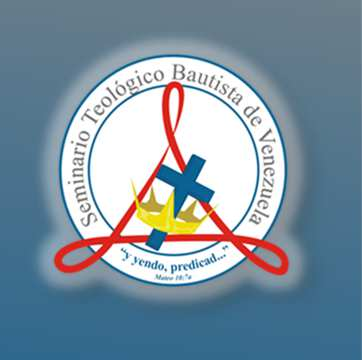 Seminario Teológico Bautista de Venezuela
"y yendo, predicad..."
Mateo 10:7a